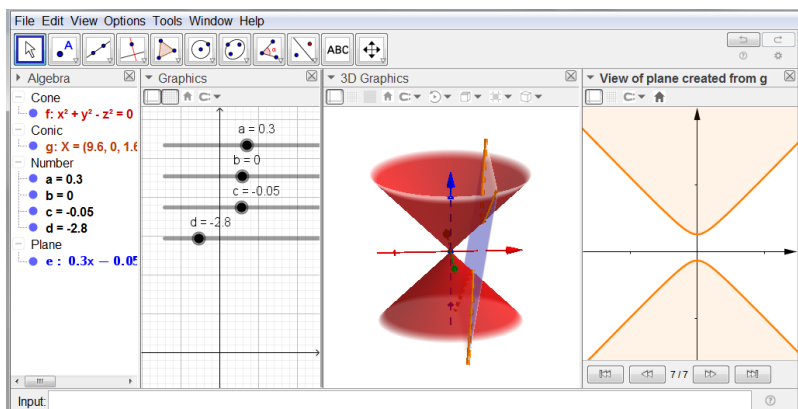 File Edit View Options Tools Window Help
ABC
Algebra
Cone
f: x² + y² - z² = 0
Conic
g: X = (9.6, 0, 1.6
Number
a = 0.3
b = 0
c = -0.05
d = -2.8
Plane
e : 0.3x − 0.05
Graphics
a = 0.3
b = 0
c = -0.05
d = -2.8
3D Graphics
View of plane created from g
7 / 7
Input: